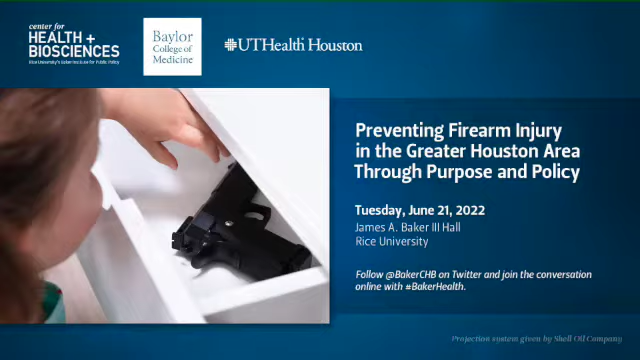 center for
HEALTH +
BIOSCIENCES
Rice University's Baker Institute for Public Policy
Baylor
College of
Medicine
UTHealth Houston
Preventing Firearm Injury
in the Greater Houston Area
Through Purpose and Policy
Tuesday, June 21, 2022
James A. Baker III Hall
Rice University
Follow @BakerCHB on Twitter and join the conversation
online with #BakerHealth.
Projection system given by Shell Oil Company